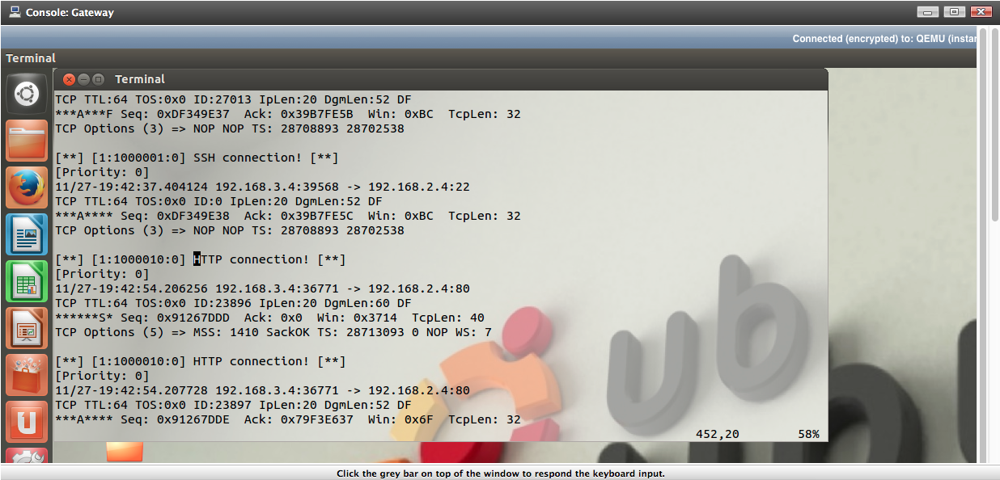 Console: Gateway
Connected (encrypted) to: QEMU (instan
Terminal
Terminal
TCP TTL:64 TOS:0x0 ID:27013 IpLen:20 DgmLen:52 DF
***A***F Seq: 0xDF349E37  Ack: 0x39B7FE5B  Win: 0xBC  TcpLen: 32
TCP Options (3) => NOP NOP TS: 28708893 28702538
[**] [1:1000001:0] SSH connection! [**]
[Priority: 0]
11/27-19:42:37.404124 192.168.3.4:39568 -> 192.168.2.4:22
TCP TTL:64 TOS:0x0 ID:0 IpLen:20 DgmLen:52 DF
***A**** Seq: 0xDF349E38  Ack: 0x39B7FE5C  Win: 0xBC  TcpLen: 32
TCP Options (3) => NOP NOP TS: 28708893 28702538
[**] [1:1000010:0] HTTP connection! [**]
[Priority: 0]
11/27-19:42:54.206256 192.168.3.4:36771 -> 192.168.2.4:80
TCP TTL:64 TOS:0x0 ID:23896 IpLen:20 DgmLen:60 DF
******S* Seq: 0x91267DDD  Ack: 0x0  Win: 0x3714  TcpLen: 40
TCP Options (5) => MSS: 1410 SackOK TS: 28713093 0 NOP WS: 7
[**] [1:1000010:0] HTTP connection! [**]
[Priority: 0]
11/27-19:42:54.207728 192.168.3.4:36771 -> 192.168.2.4:80
TCP TTL:64 TOS:0x0 ID:23897 IpLen:20 DgmLen:52 DF
***A**** Seq: 0x91267DDE  Ack: 0x79F3E637  Win: 0x6F  TcpLen: 32
452,20 58%
ub
Click the grey bar on top of the window to respond the keyboard input.